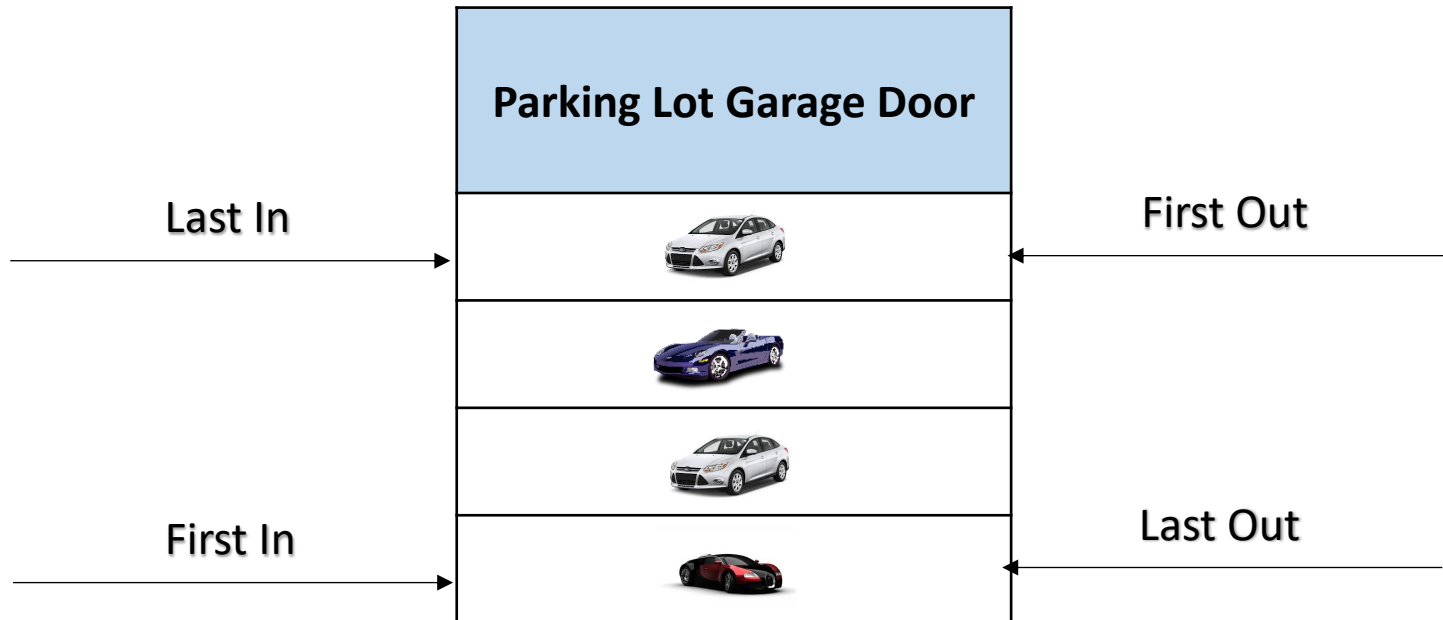 Parking Lot Garage Door
Last In
First Out
First In
Last Out